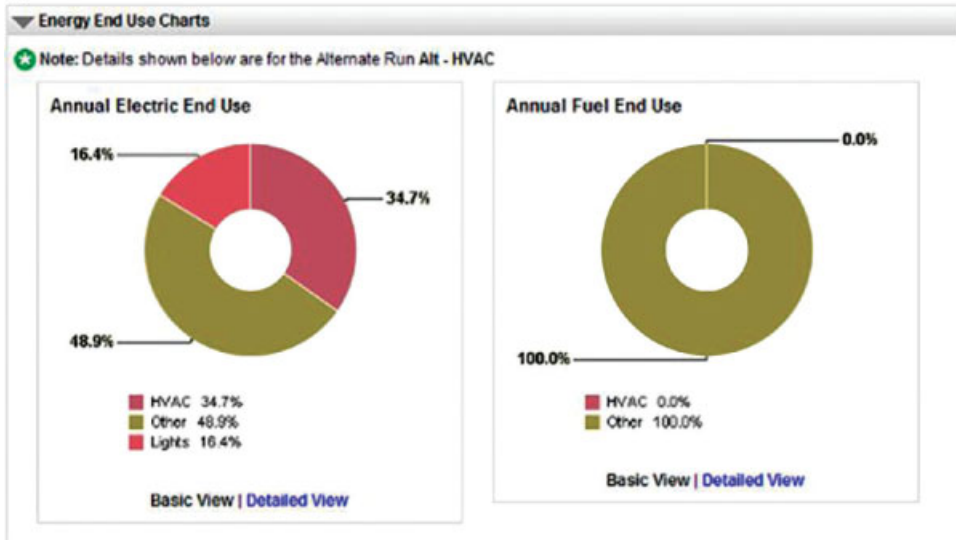 Energy End Use Charts
Note: Details shown below are for the Alternate Run Alt - HVAC
Annual Electric End Use
16.4%
34.7%
48.9%
HVAC 34.7%
Other 48.9%
Lights 16.4%
Basic View | Detailed View
Annual Fuel End Use
0.0%
100.0%
HVAC 0.0%
Other 100.0%
Basic View | Detailed View